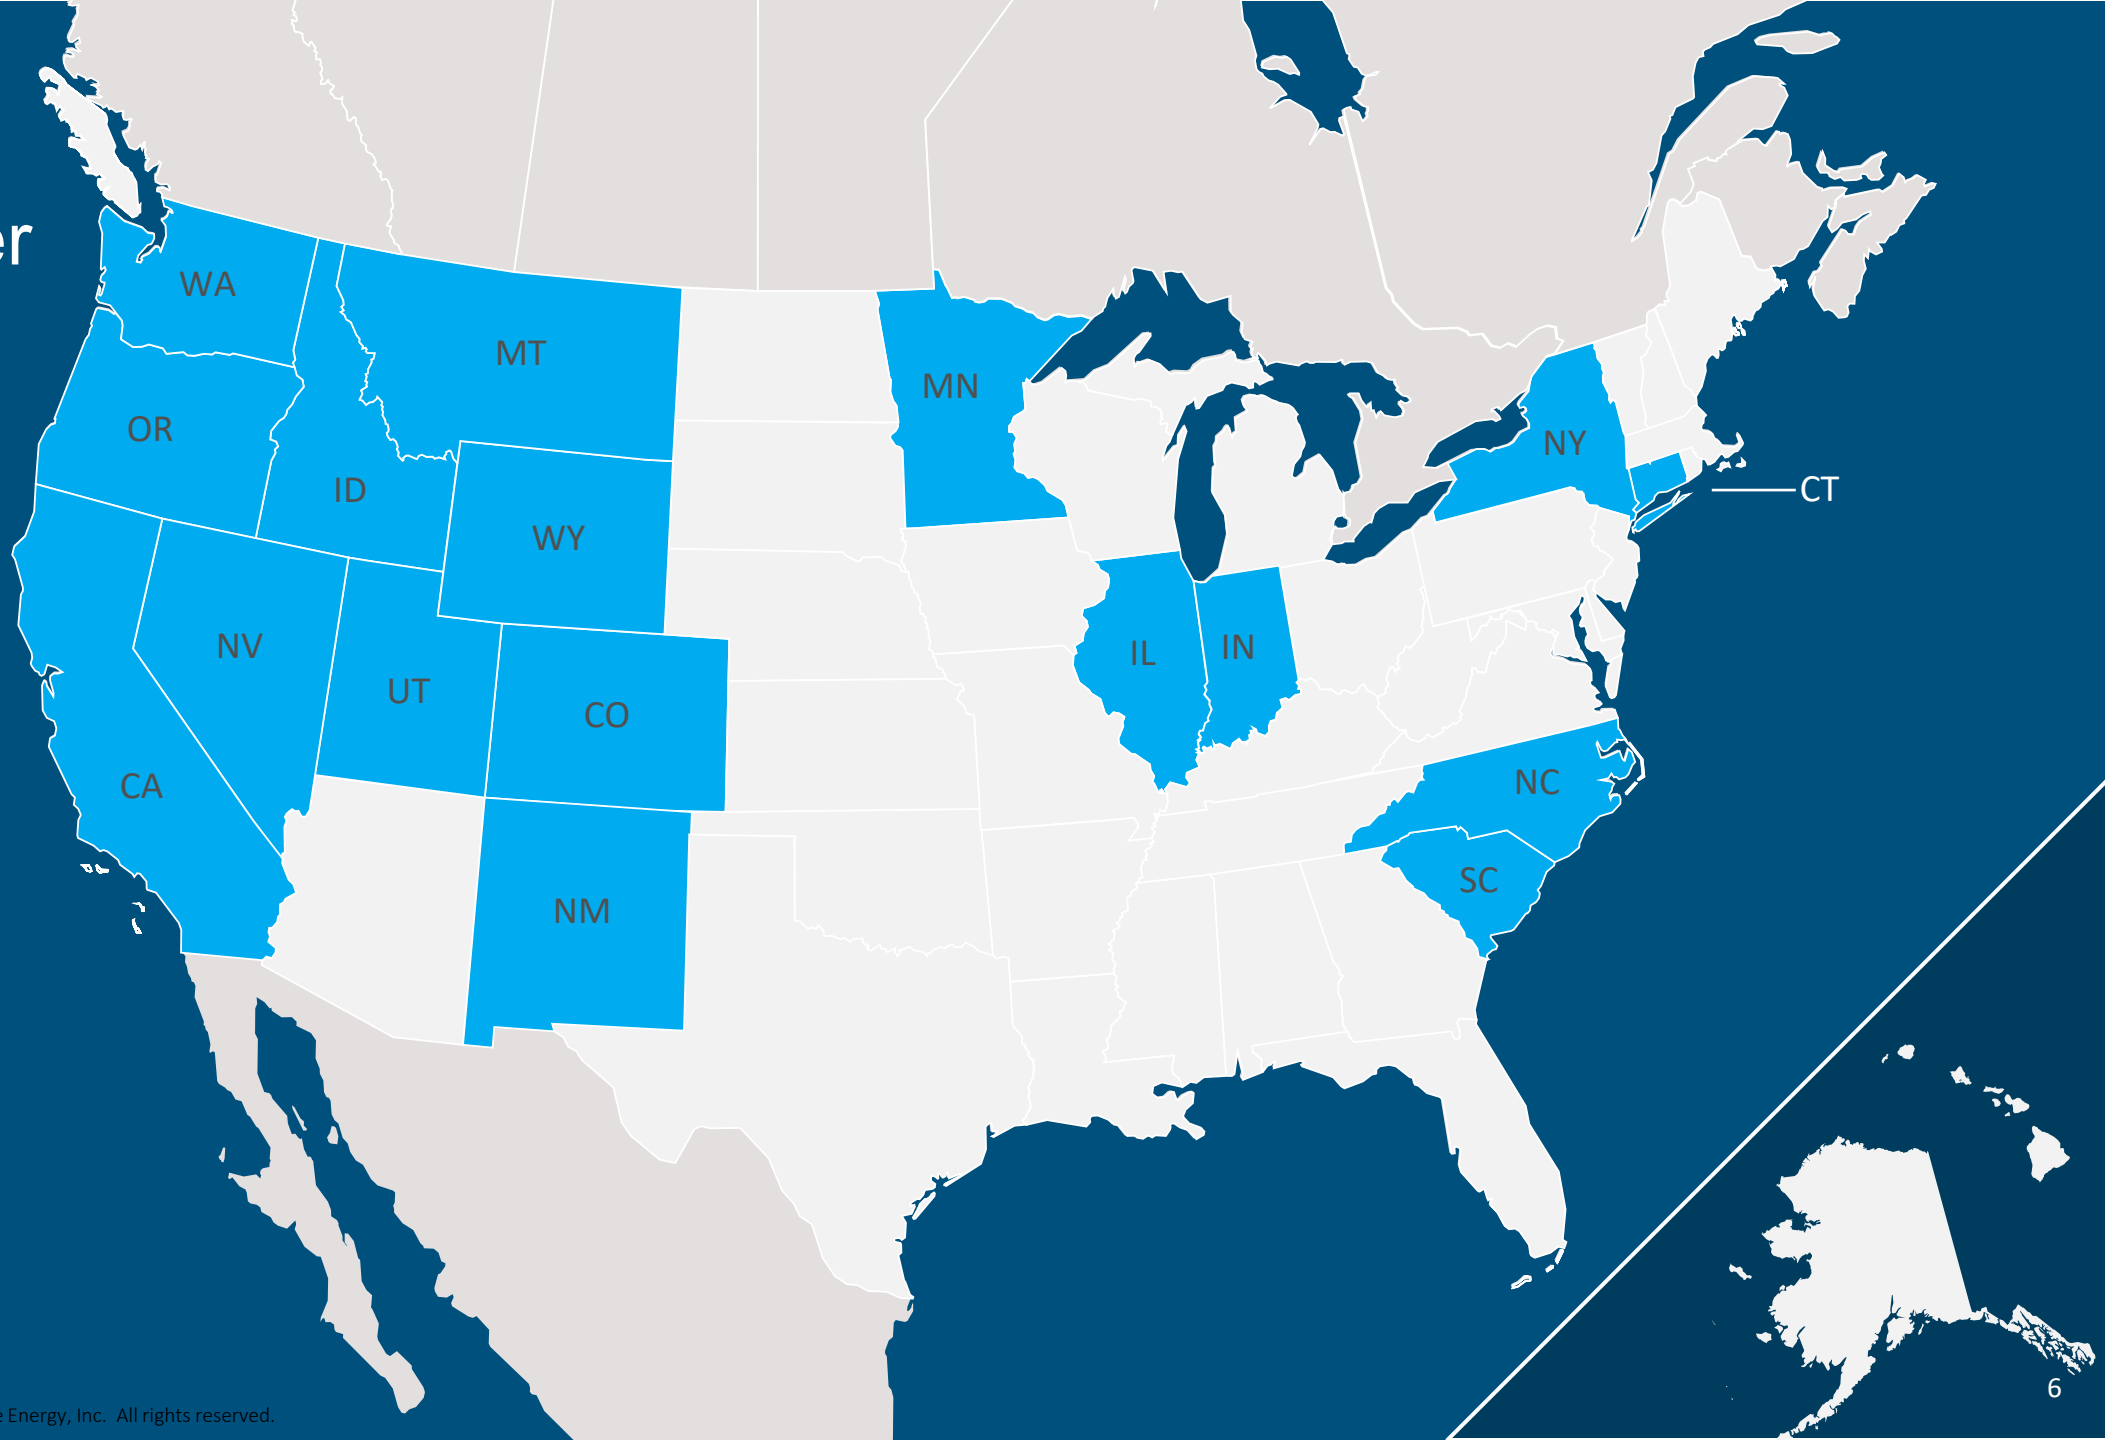 er
WA
MT
MN
OR
NY
ID
CT
WY
NV
IL
IN
UT
CO
CA
NC
SC
NM
6
Energy, Inc. All rights reserved.